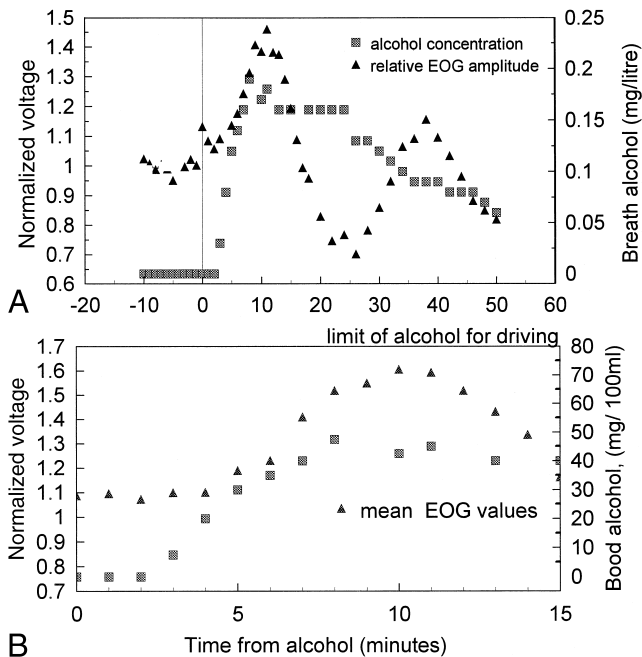 1.5
1.4
1.3
1.2
1.1
1
0.9
0.8
0.7
0.6
Normalized voltage
alcohol concentration
relative EOG amplitude
0.25
0.2
0.15
0.1
0.05
0
Breath alcohol (mg/litre)
-20 -10 0 10 20 30 40 50 60
A
limit of alcohol for driving
1.7
1.6
1.5
1.4
1.3
1.2
1.1
1
0.9
0.8
0.7
Normalized voltage
mean EOG values
80
70
60
50
40
30
20
10
0
Bood alcohol, (mg/ 100ml)
0 5 10 15
B
Time from alcohol (minutes)